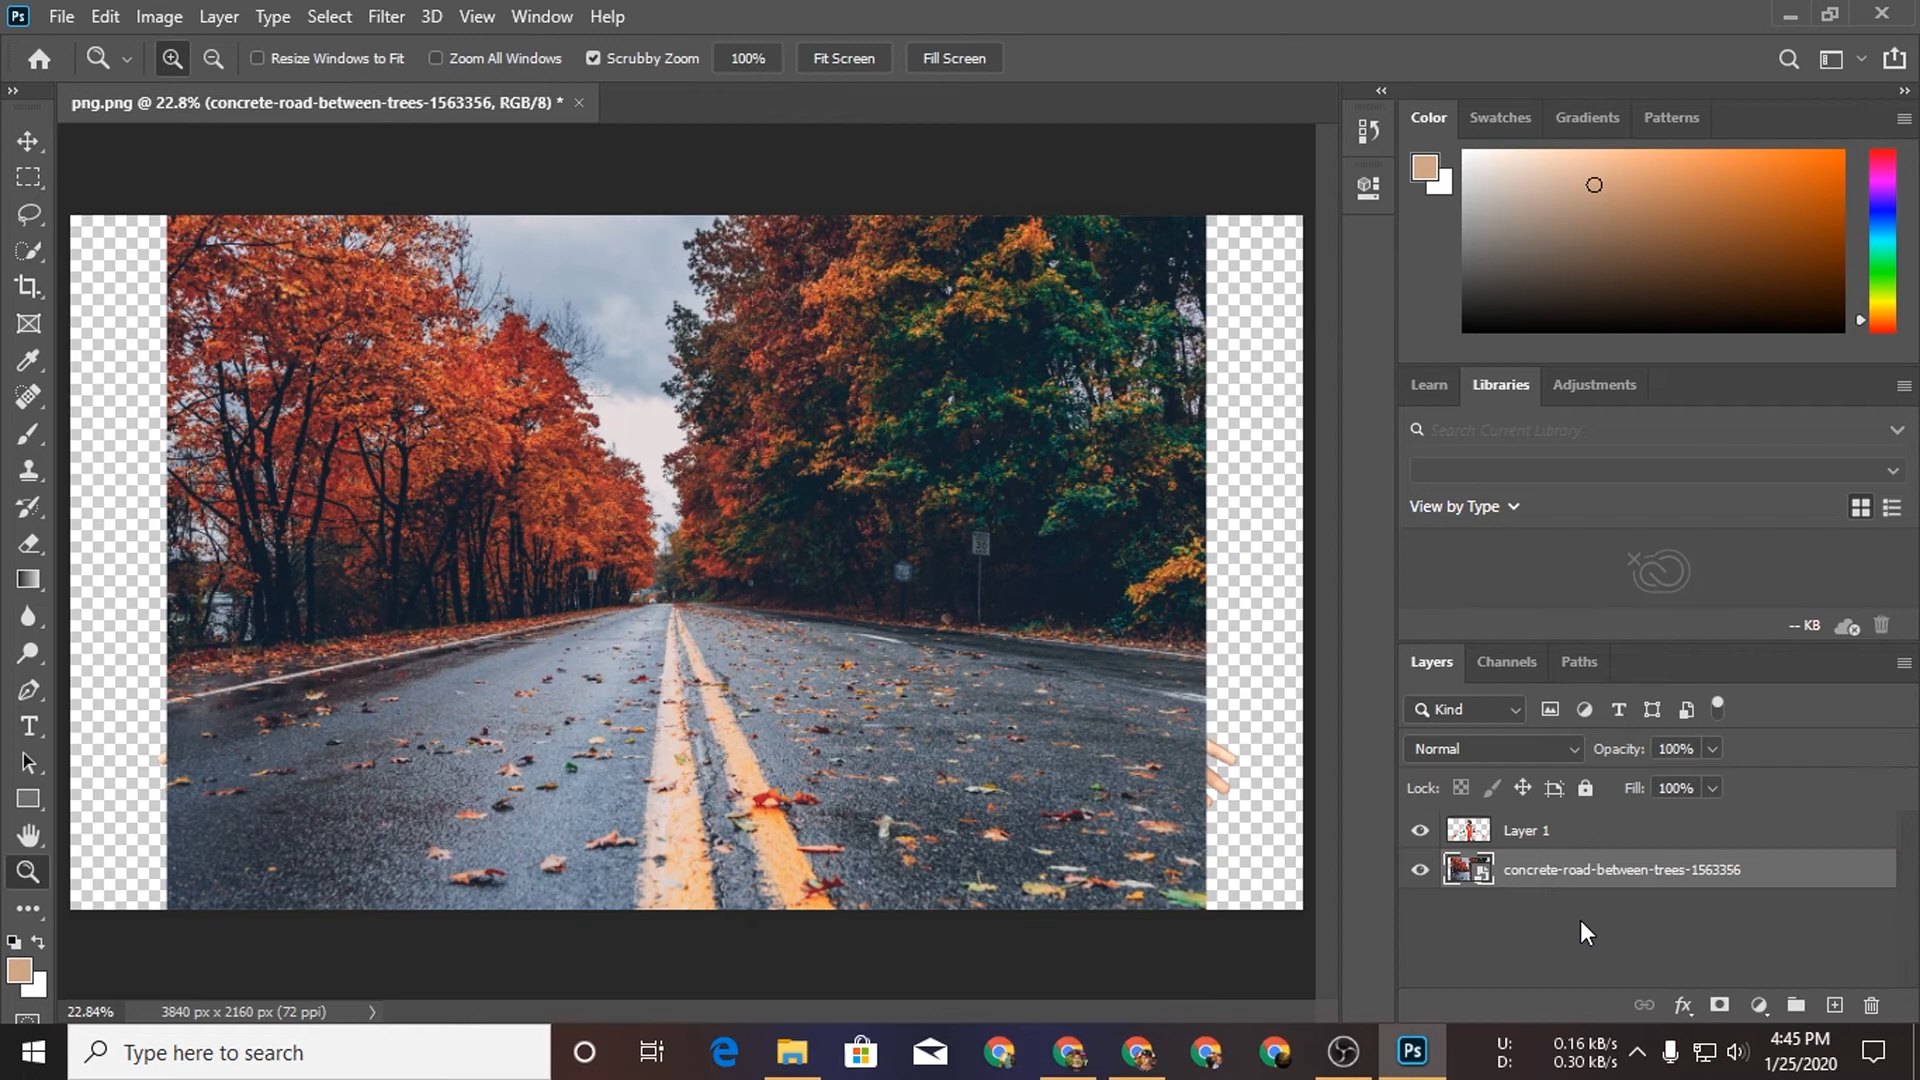 Ps File Edit Image Layer Type Select Filter 3D View Window Help
Resize Windows to Fit Zoom All Windows Scrubby Zoom 100% Fit Screen Fill Screen
png.png @ 22.8% (concrete-road-between-trees-1563356, RGB/8) * ×
Color Swatches Gradients Patterns
Learn Libraries Adjustments
Search Current Library
View by Type
-- KB
Layers Channels Paths
Kind
Normal Opacity: 100%
Lock: Fill: 100%
Layer 1
concrete-road-between-trees-1563356
fx
22.84% 3840 px x 2160 px (72 ppi)
Type here to search
Ps
U: 0.16 kB/s
D: 0.30 kB/s
4:45 PM
1/25/2020